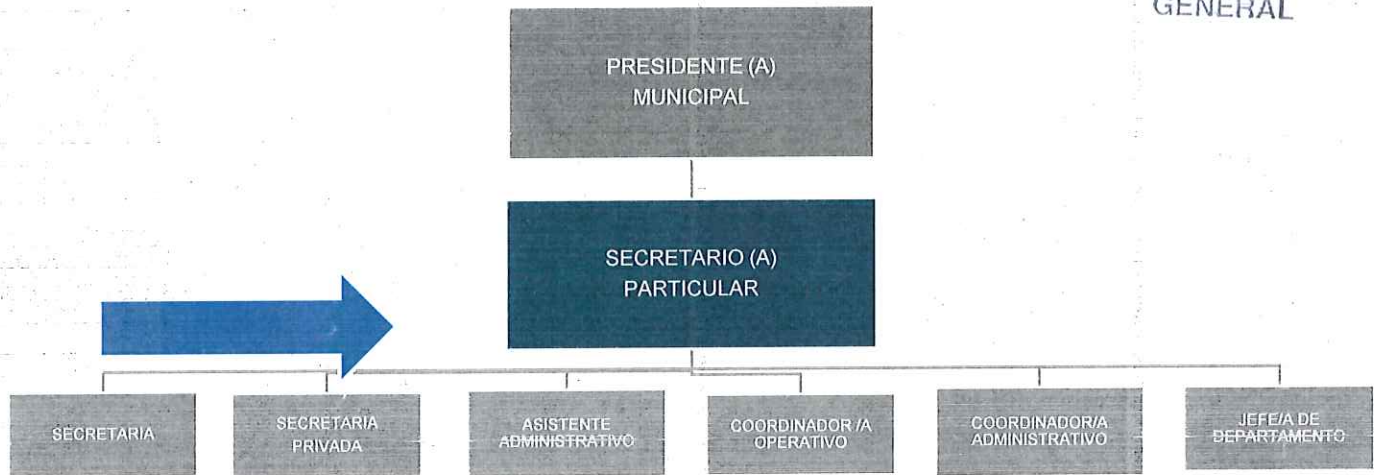 GENERAL
PRESIDENTE (A)
MUNICIPAL
SECRETARIO (A)
PARTICULAR
SECRETARIA
SECRETARIA
PRIVADA
ASISTENTE
ADMINISTRATIVO
COORDINADOR /A
OPERATIVO
COORDINADOR/A
ADMINISTRATIVO
JEFE/A DE
DEPARTAMENTO